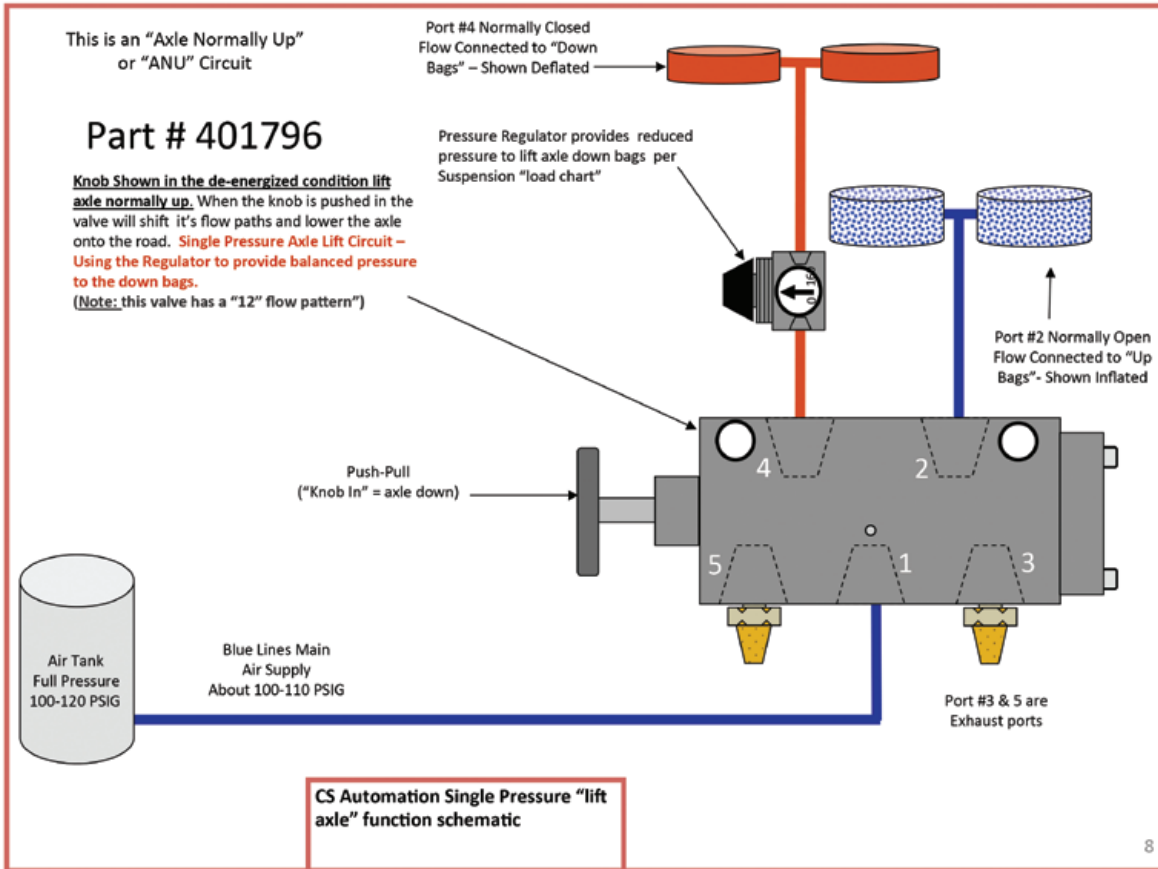 This is an “Axle Normally Up”
or “ANU” Circuit
Part # 401796
Knob Shown in the de-energized condition lift
axle normally up. When the knob is pushed in the
valve will shift it’s flow paths and lower the axle
onto the road. Single Pressure Axle Lift Circuit –
Using the Regulator to provide balanced pressure
to the down bags.
(Note: this valve has a “12” flow pattern”)
Port #4 Normally Closed
Flow Connected to “Down
Bags” – Shown Deflated
Pressure Regulator provides reduced
pressure to lift axle down bags per
Suspension “load chart”
0 160
Port #2 Normally Open
Flow Connected to “Up
Bags”- Shown Inflated
4
2
Push-Pull
(“Knob In” = axle down)
5
1
3
Air Tank
Full Pressure
100-120 PSIG
Blue Lines Main
Air Supply
About 100-110 PSIG
Port #3 & 5 are
Exhaust ports
CS Automation Single Pressure “lift
axle” function schematic
8